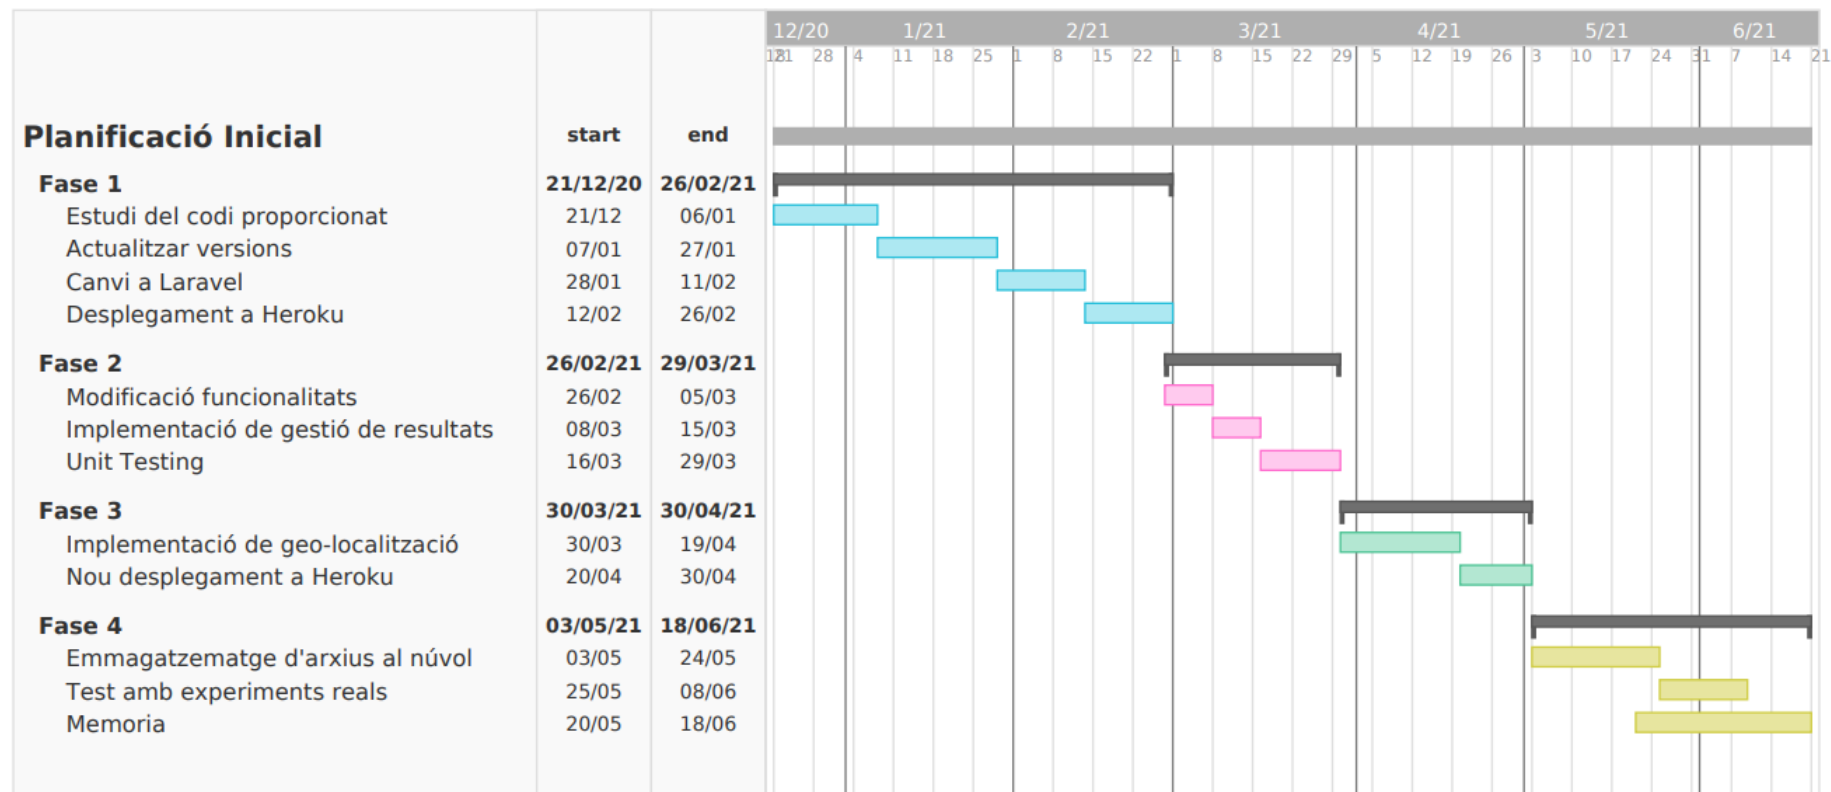 12/20 1/21 2/21 3/21 4/21 5/21 6/21
18 21 28 4 11 18 25 1 8 15 22 1 8 15 22 29 5 12 19 26 3 10 17 24 31 7 14 21
Planificació Inicial start end
Fase 1 21/12/20 26/02/21
Estudi del codi proporcionat 21/12 06/01
Actualitzar versions 07/01 27/01
Canvi a Laravel 28/01 11/02
Desplegament a Heroku 12/02 26/02
Fase 2 26/02/21 29/03/21
Modificació funcionalitats 26/02 05/03
Implementació de gestió de resultats 08/03 15/03
Unit Testing 16/03 29/03
Fase 3 30/03/21 30/04/21
Implementació de geo-localització 30/03 19/04
Nou desplegament a Heroku 20/04 30/04
Fase 4 03/05/21 18/06/21
Emmagatzematge d'arxius al núvol 03/05 24/05
Test amb experiments reals 25/05 08/06
Memoria 20/05 18/06